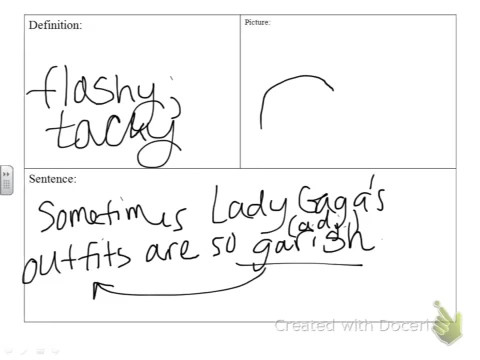 Definition:
Picture:
flashy;
tacky
Sentence:
Sometimes Lady Gaga's
(adj)
outfits are so garish
Created with Doceri